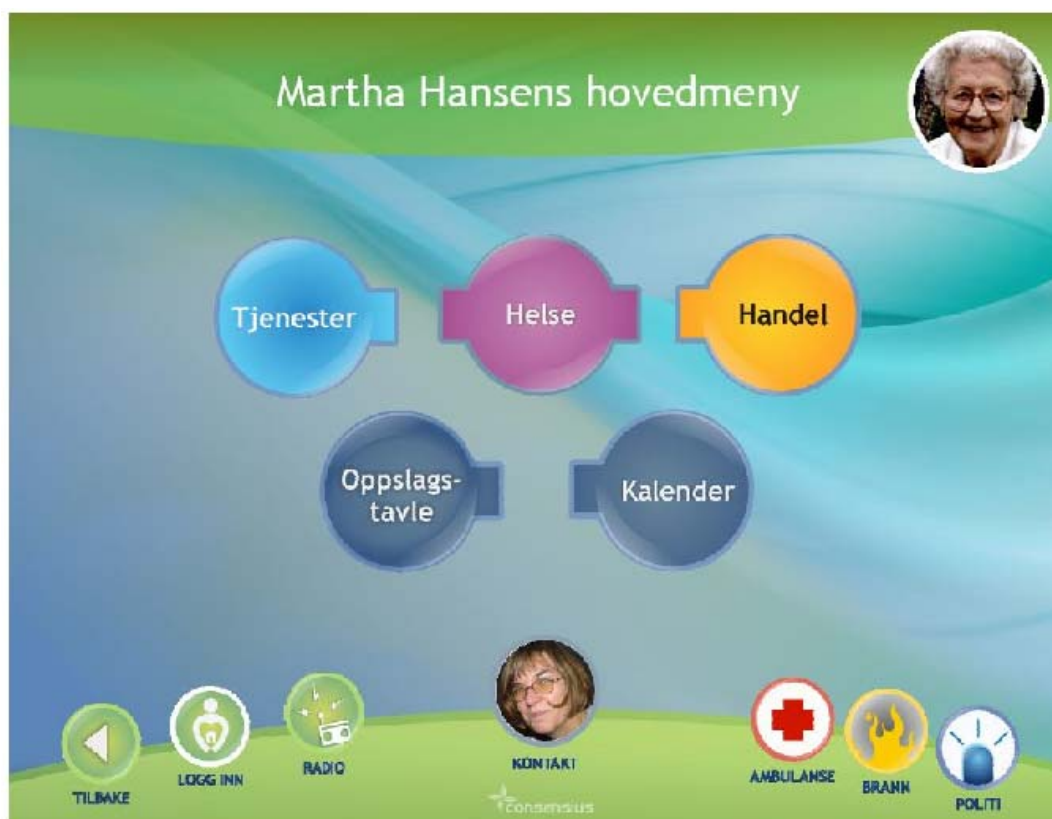 Martha Hansens hovedmeny
Tjenester
Helse
Handel
Oppslags-
tavle
Kalender
TILBAKE
LOGG INN
RADIO
KONTAKT
AMBULANSE
BRANN
POLITI
consensius